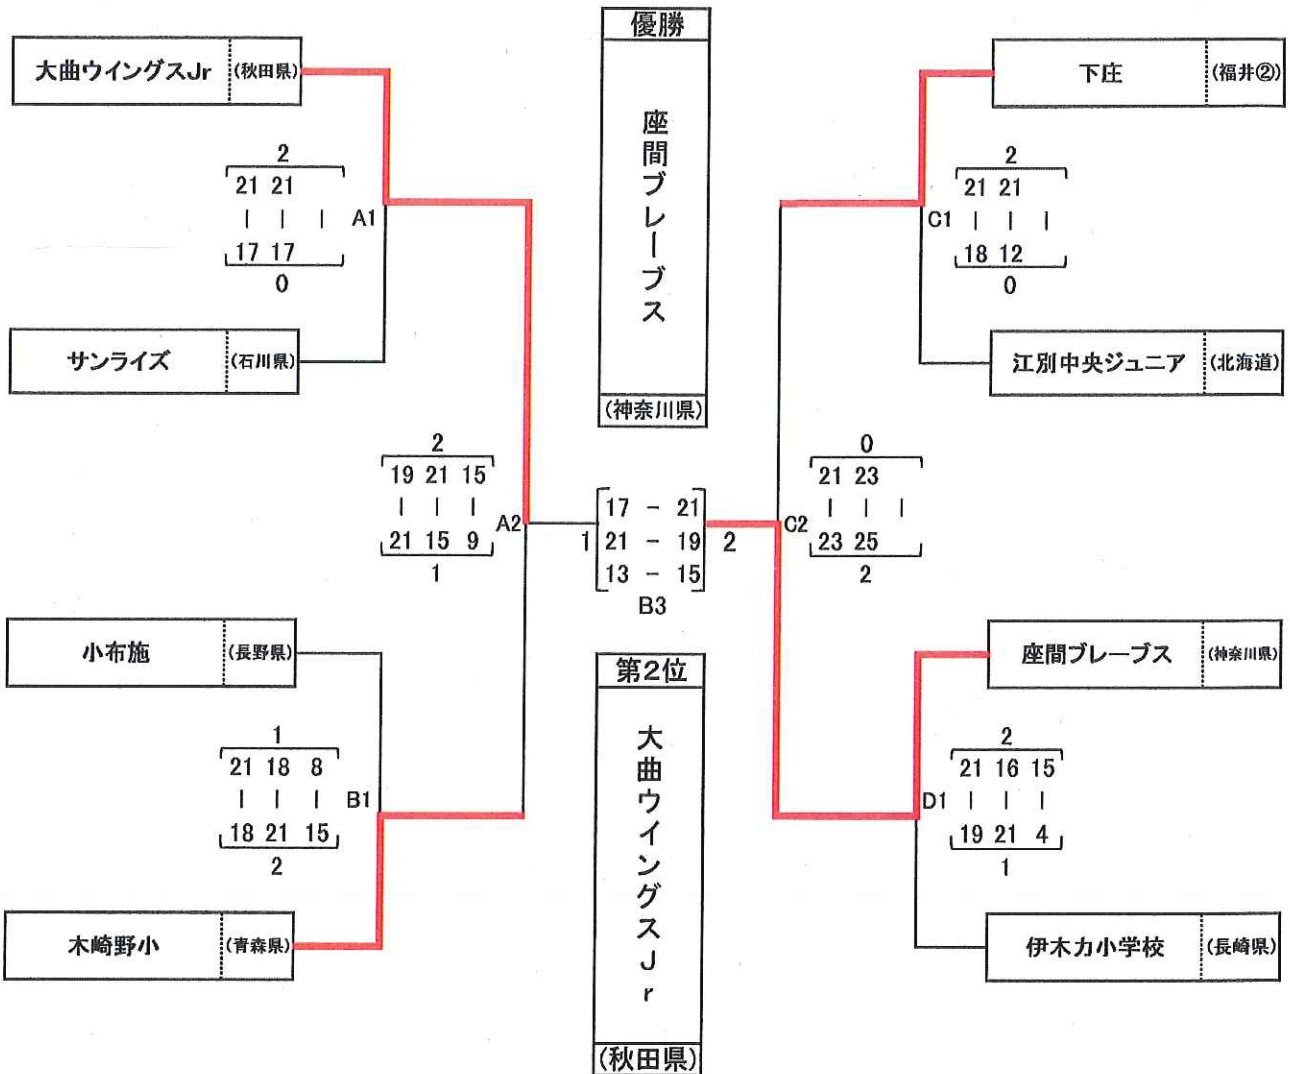 優勝
座間ブレーブス
(神奈川県)
大曲ウイングスJr (秋田県)
2
21 21
| | |
17 17
0
A1
サンライズ (石川県)
2
19 21 15
| | |
21 15 9
1
A2
小布施 (長野県)
1
21 18 8
| | |
18 21 15
2
B1
木崎野小 (青森県)
1
17 - 21
21 - 19
13 - 15
2
B3
第2位
大曲ウイングスJr
(秋田県)
下庄 (福井②)
2
21 21
| | |
18 12
0
C1
江別中央ジュニア (北海道)
0
21 23
| | |
23 25
2
C2
座間ブレーブス (神奈川県)
2
21 16 15
| | |
19 21 4
1
D1
伊木力小学校 (長崎県)